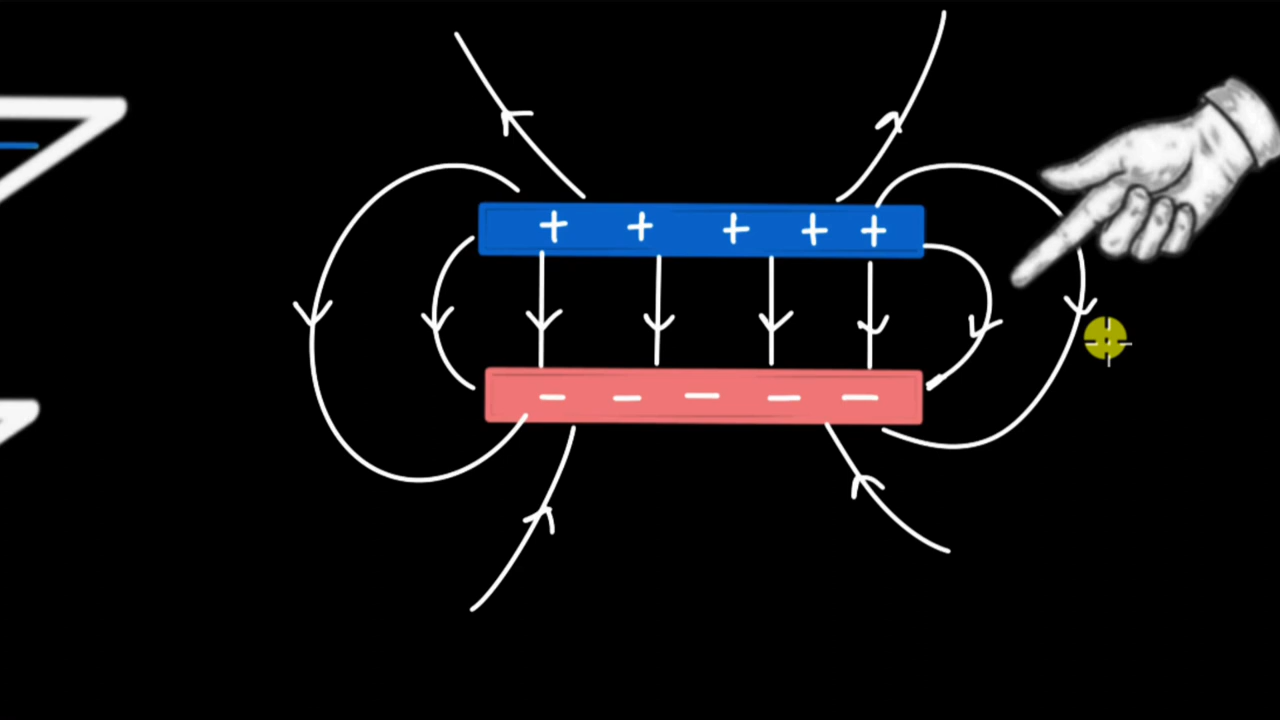 + + + + +
− − − − −